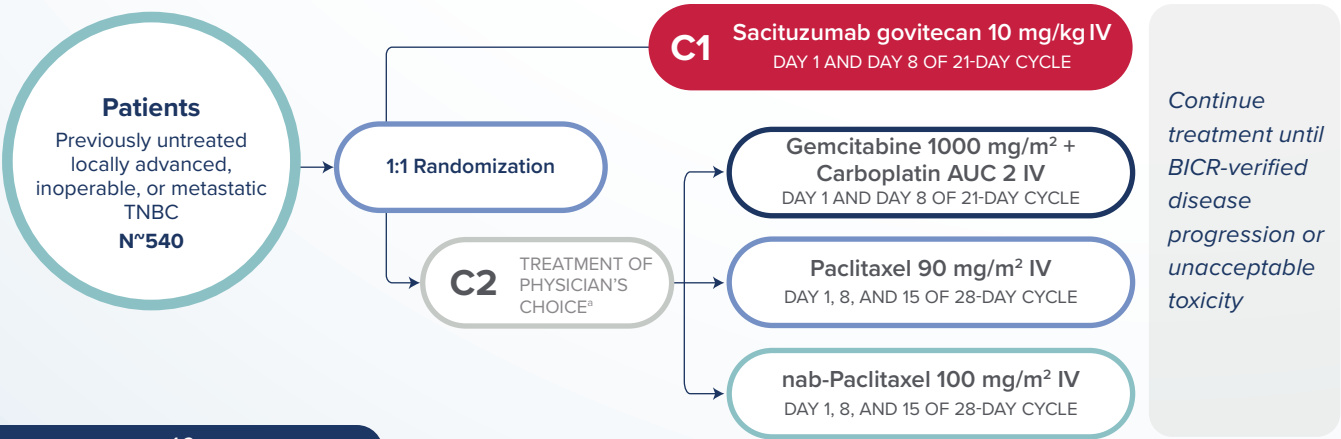 Patients
Previously untreated
locally advanced,
inoperable, or metastatic
TNBC
N~540
1:1 Randomization
C1
Sacituzumab govitecan 10 mg/kg IV
DAY 1 AND DAY 8 OF 21-DAY CYCLE
C2
TREATMENT OF
PHYSICIAN'S
CHOICEª
Gemcitabine 1000 mg/m² +
Carboplatin AUC 2 IV
DAY 1 AND DAY 8 OF 21-DAY CYCLE
Paclitaxel 90 mg/m² IV
DAY 1, 8, AND 15 OF 28-DAY CYCLE
nab-Paclitaxel 100 mg/m² IV
DAY 1, 8, AND 15 OF 28-DAY CYCLE
Continue
treatment until
BICR-verified
disease
progression or
unacceptable
toxicity